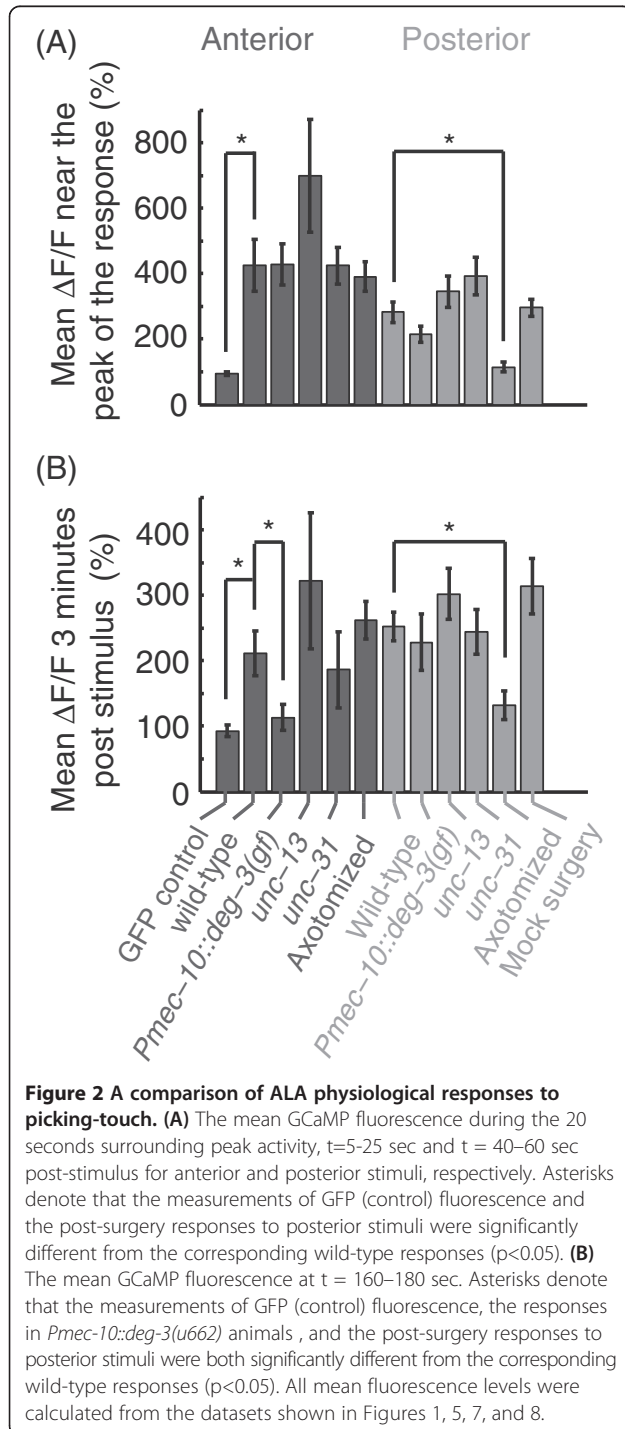 (A)
Anterior
Posterior
Mean ΔF/F near the
peak of the response (%)
800
600
400
200
0
*
*
(B)
Mean ΔF/F 3 minutes
post stimulus (%)
400
300
200
100
0
*
*
*
GFP control
wild-type
Pmec-10::deg-3(gf)
unc-13
unc-31
Axotomized
Wild-type
Pmec-10::deg-3(gf)
unc-13
unc-31
Axotomized
Mock surgery
Figure 2 A comparison of ALA physiological responses to
picking-touch. (A) The mean GCaMP fluorescence during the 20
seconds surrounding peak activity, t=5-25 sec and t = 40–60 sec
post-stimulus for anterior and posterior stimuli, respectively. Asterisks
denote that the measurements of GFP (control) fluorescence and
the post-surgery responses to posterior stimuli were significantly
different from the corresponding wild-type responses (p<0.05). (B)
The mean GCaMP fluorescence at t = 160–180 sec. Asterisks denote
that the measurements of GFP (control) fluorescence, the responses
in Pmec-10::deg-3(u662) animals , and the post-surgery responses to
posterior stimuli were both significantly different from the corresponding
wild-type responses (p<0.05). All mean fluorescence levels were
calculated from the datasets shown in Figures 1, 5, 7, and 8.